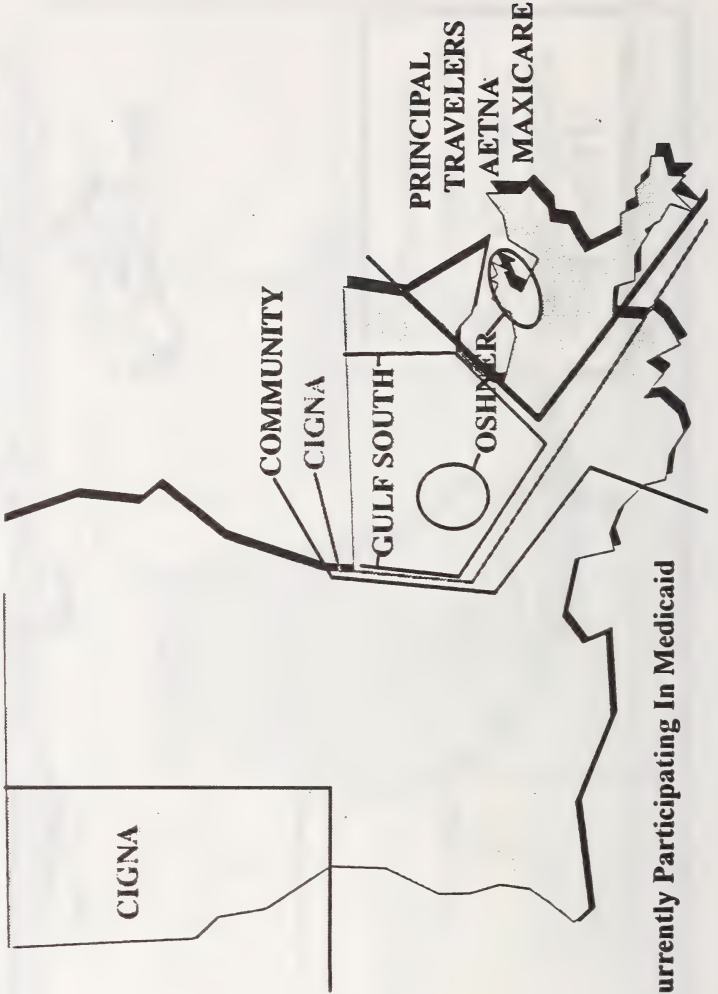 CIGNA
COMMUNITY
CIGNA
GULF SOUTH
OSHNER
PRINCIPAL
TRAVELERS
AETNA
MAXICARE
urrently Participating In Medicaid